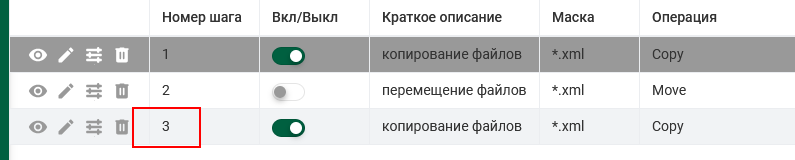 Номер шага Вкл/Выкл Краткое описание Маска Операция
1 копирование файлов *.xml Copy
2 перемещение файлов *.xml Move
3 копирование файлов *.xml Copy